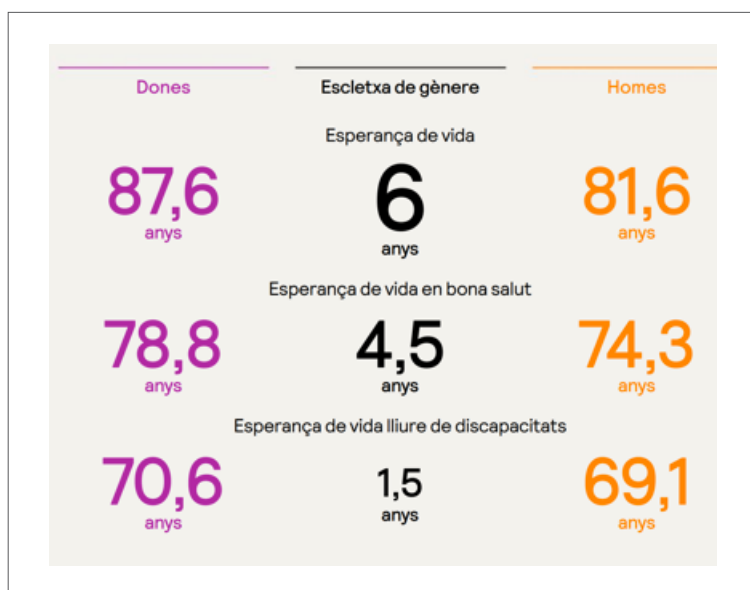 Dones Escletxa de gènere Homes
Esperança de vida
87,6 6 81,6
anys anys anys
Esperança de vida en bona salut
78,8 4,5 74,3
anys anys anys
Esperança de vida lliure de discapacitats
70,6 1,5 69,1
anys anys anys